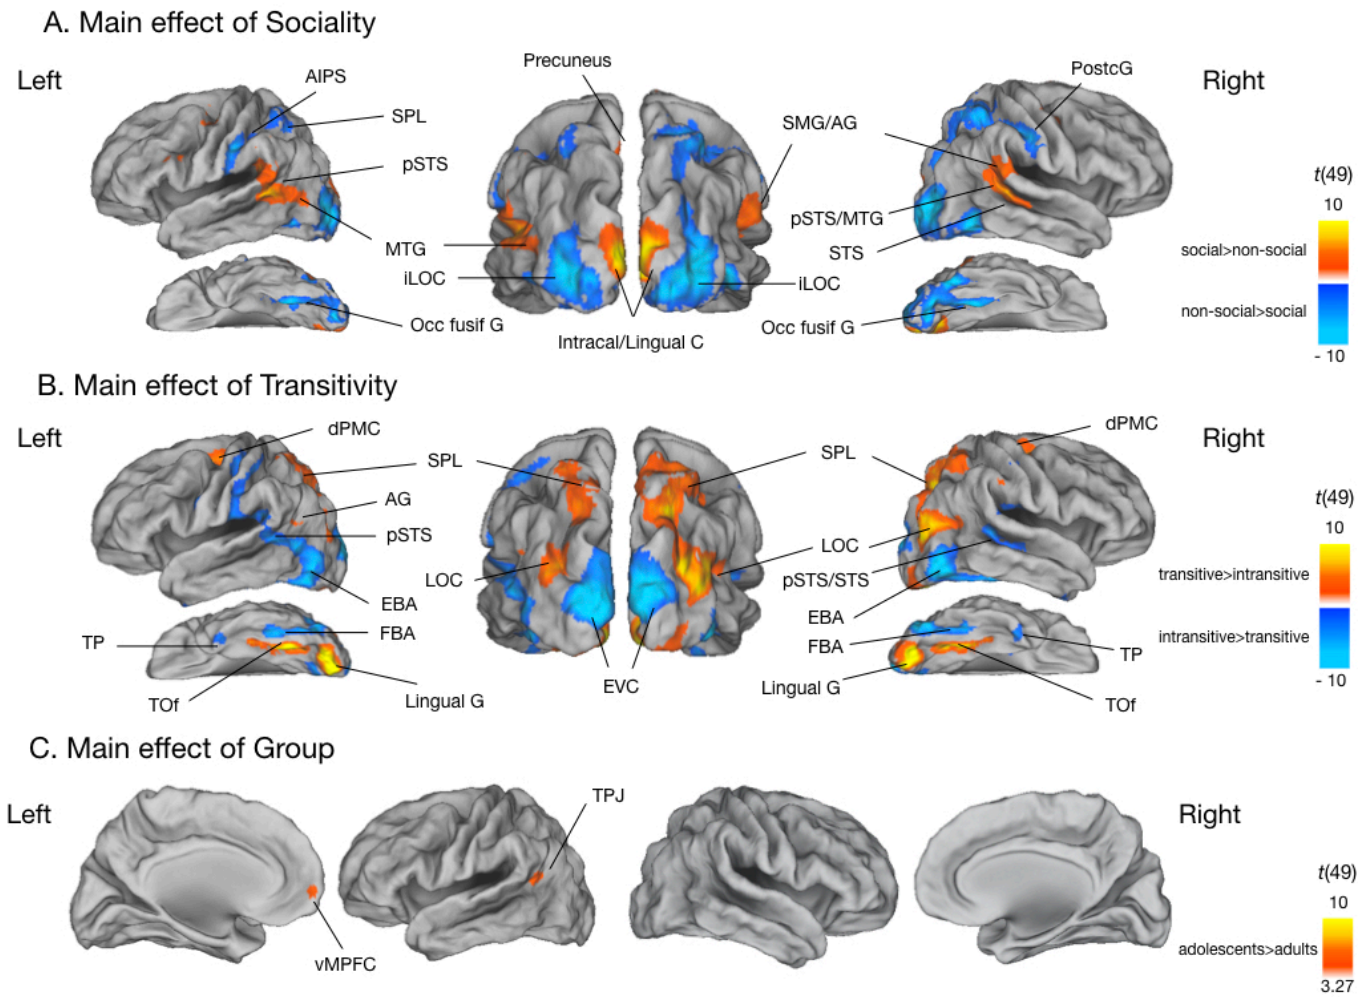 A. Main effect of Sociality
Left
Right
AIPS
SPL
pSTS
MTG
iLOC
Occ fusif G
Precuneus
Intracal/Lingual C
SMG/AG
PostcG
pSTS/MTG
STS
iLOC
Occ fusif G
t(49)
10
social>non-social
non-social>social
- 10
B. Main effect of Transitivity
Left
Right
dPMC
SPL
AG
pSTS
LOC
EBA
FBA
TP
TOf
Lingual G
EVC
SPL
dPMC
LOC
pSTS/STS
EBA
FBA
Lingual G
TP
TOf
t(49)
10
transitive>intransitive
intransitive>transitive
- 10
C. Main effect of Group
Left
Right
TPJ
vMPFC
t(49)
10
adolescents>adults
3.27